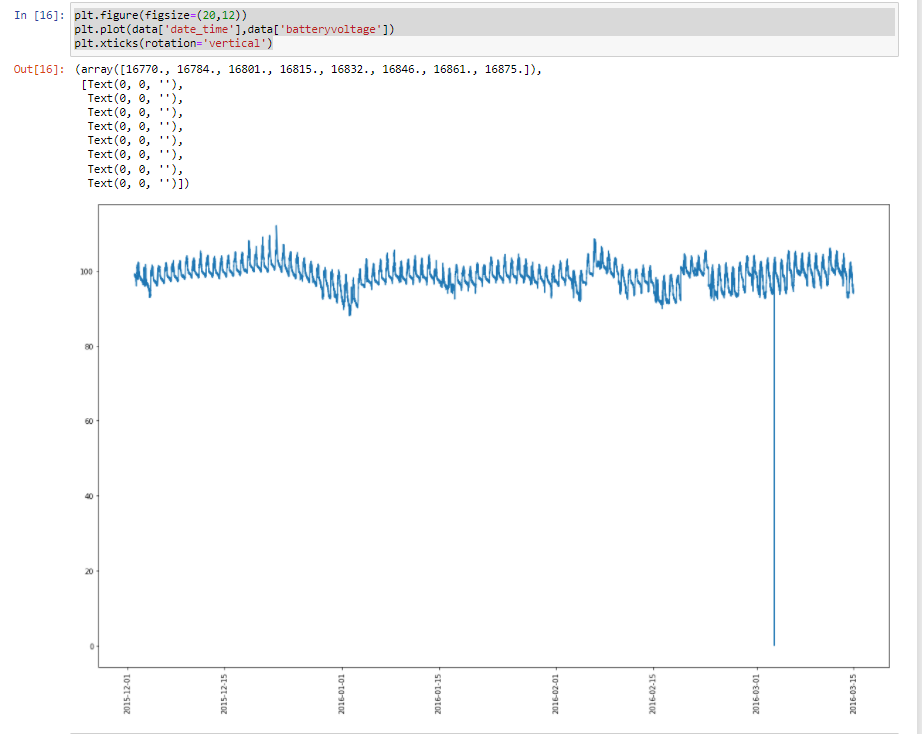 In [16]: plt.figure(figsize=(20,12))
plt.plot(data['date_time'],data['batteryvoltage'])
plt.xticks(rotation='vertical')
Out[16]: (array([16770., 16784., 16801., 16815., 16832., 16846., 16861., 16875.]),
[Text(0, 0, ''),
Text(0, 0, ''),
Text(0, 0, ''),
Text(0, 0, ''),
Text(0, 0, ''),
Text(0, 0, ''),
Text(0, 0, ''),
Text(0, 0, '')])
100
80
60
40
20
0
2015-12-01
2015-12-15
2016-01-01
2016-01-15
2016-02-01
2016-02-15
2016-03-01
2016-03-15